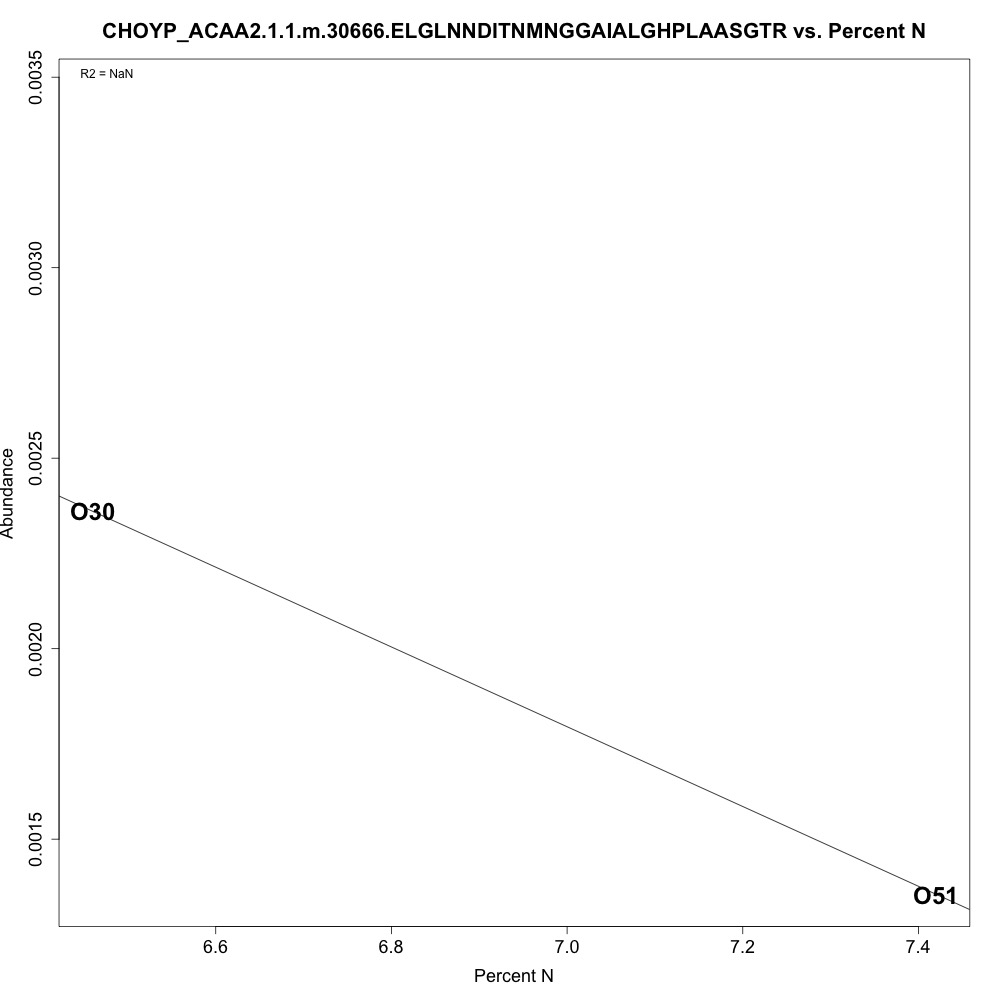 CHOYP_ACAA2.1.1.m.30666.ELGLNNDITNMNGGAIALGHPLAASGTR vs. Percent N
R2 = NaN
0.0035
0.0030
0.0025
0.0020
0.0015
Abundance
O30
O51
6.6 6.8 7.0 7.2 7.4
Percent N